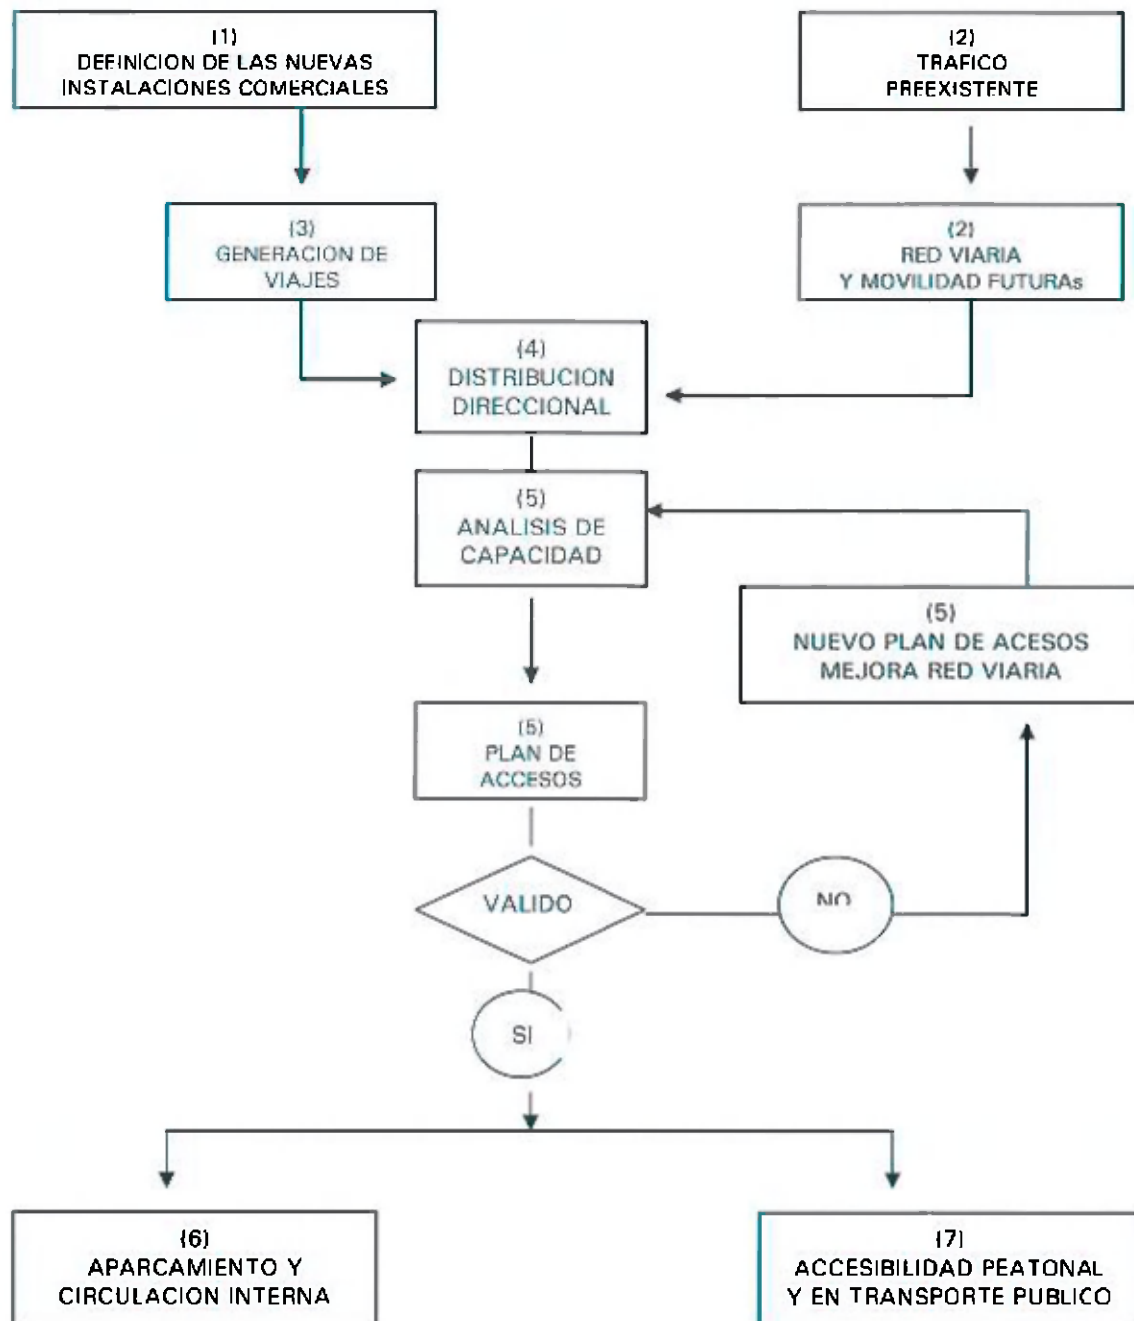 (1)
DEFINICION DE LAS NUEVAS
INSTALACIONES COMERCIALES
(2)
TRAFICO
PREEXISTENTE
(3)
GENERACION DE
VIAJES
(2)
RED VIARIA
Y MOVILIDAD FUTURAs
(4)
DISTRIBUCION
DIRECCIONAL
(5)
ANALISIS DE
CAPACIDAD
(5)
NUEVO PLAN DE ACESOS
MEJORA RED VIARIA
(5)
PLAN DE
ACCESOS
VALIDO
NO
SI
(6)
APARCAMIENTO Y
CIRCULACION INTERNA
(7)
ACCESIBILIDAD PEATONAL
Y EN TRANSPORTE PUBLICO